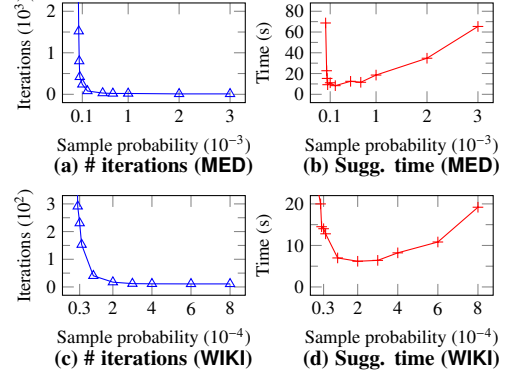 Iterations (10^3)
2
1
0
0.1 1 2 3
Sample probability (10^−3)
(a) # iterations (MED)
Time (s)
80
60
40
20
0
0.1 1 2 3
Sample probability (10^−3)
(b) Sugg. time (MED)
Iterations (10^2)
3
2
1
0
0.3 2 4 6 8
Sample probability (10^−4)
(c) # iterations (WIKI)
Time (s)
20
10
0
0.3 2 4 6 8
Sample probability (10^−4)
(d) Sugg. time (WIKI)